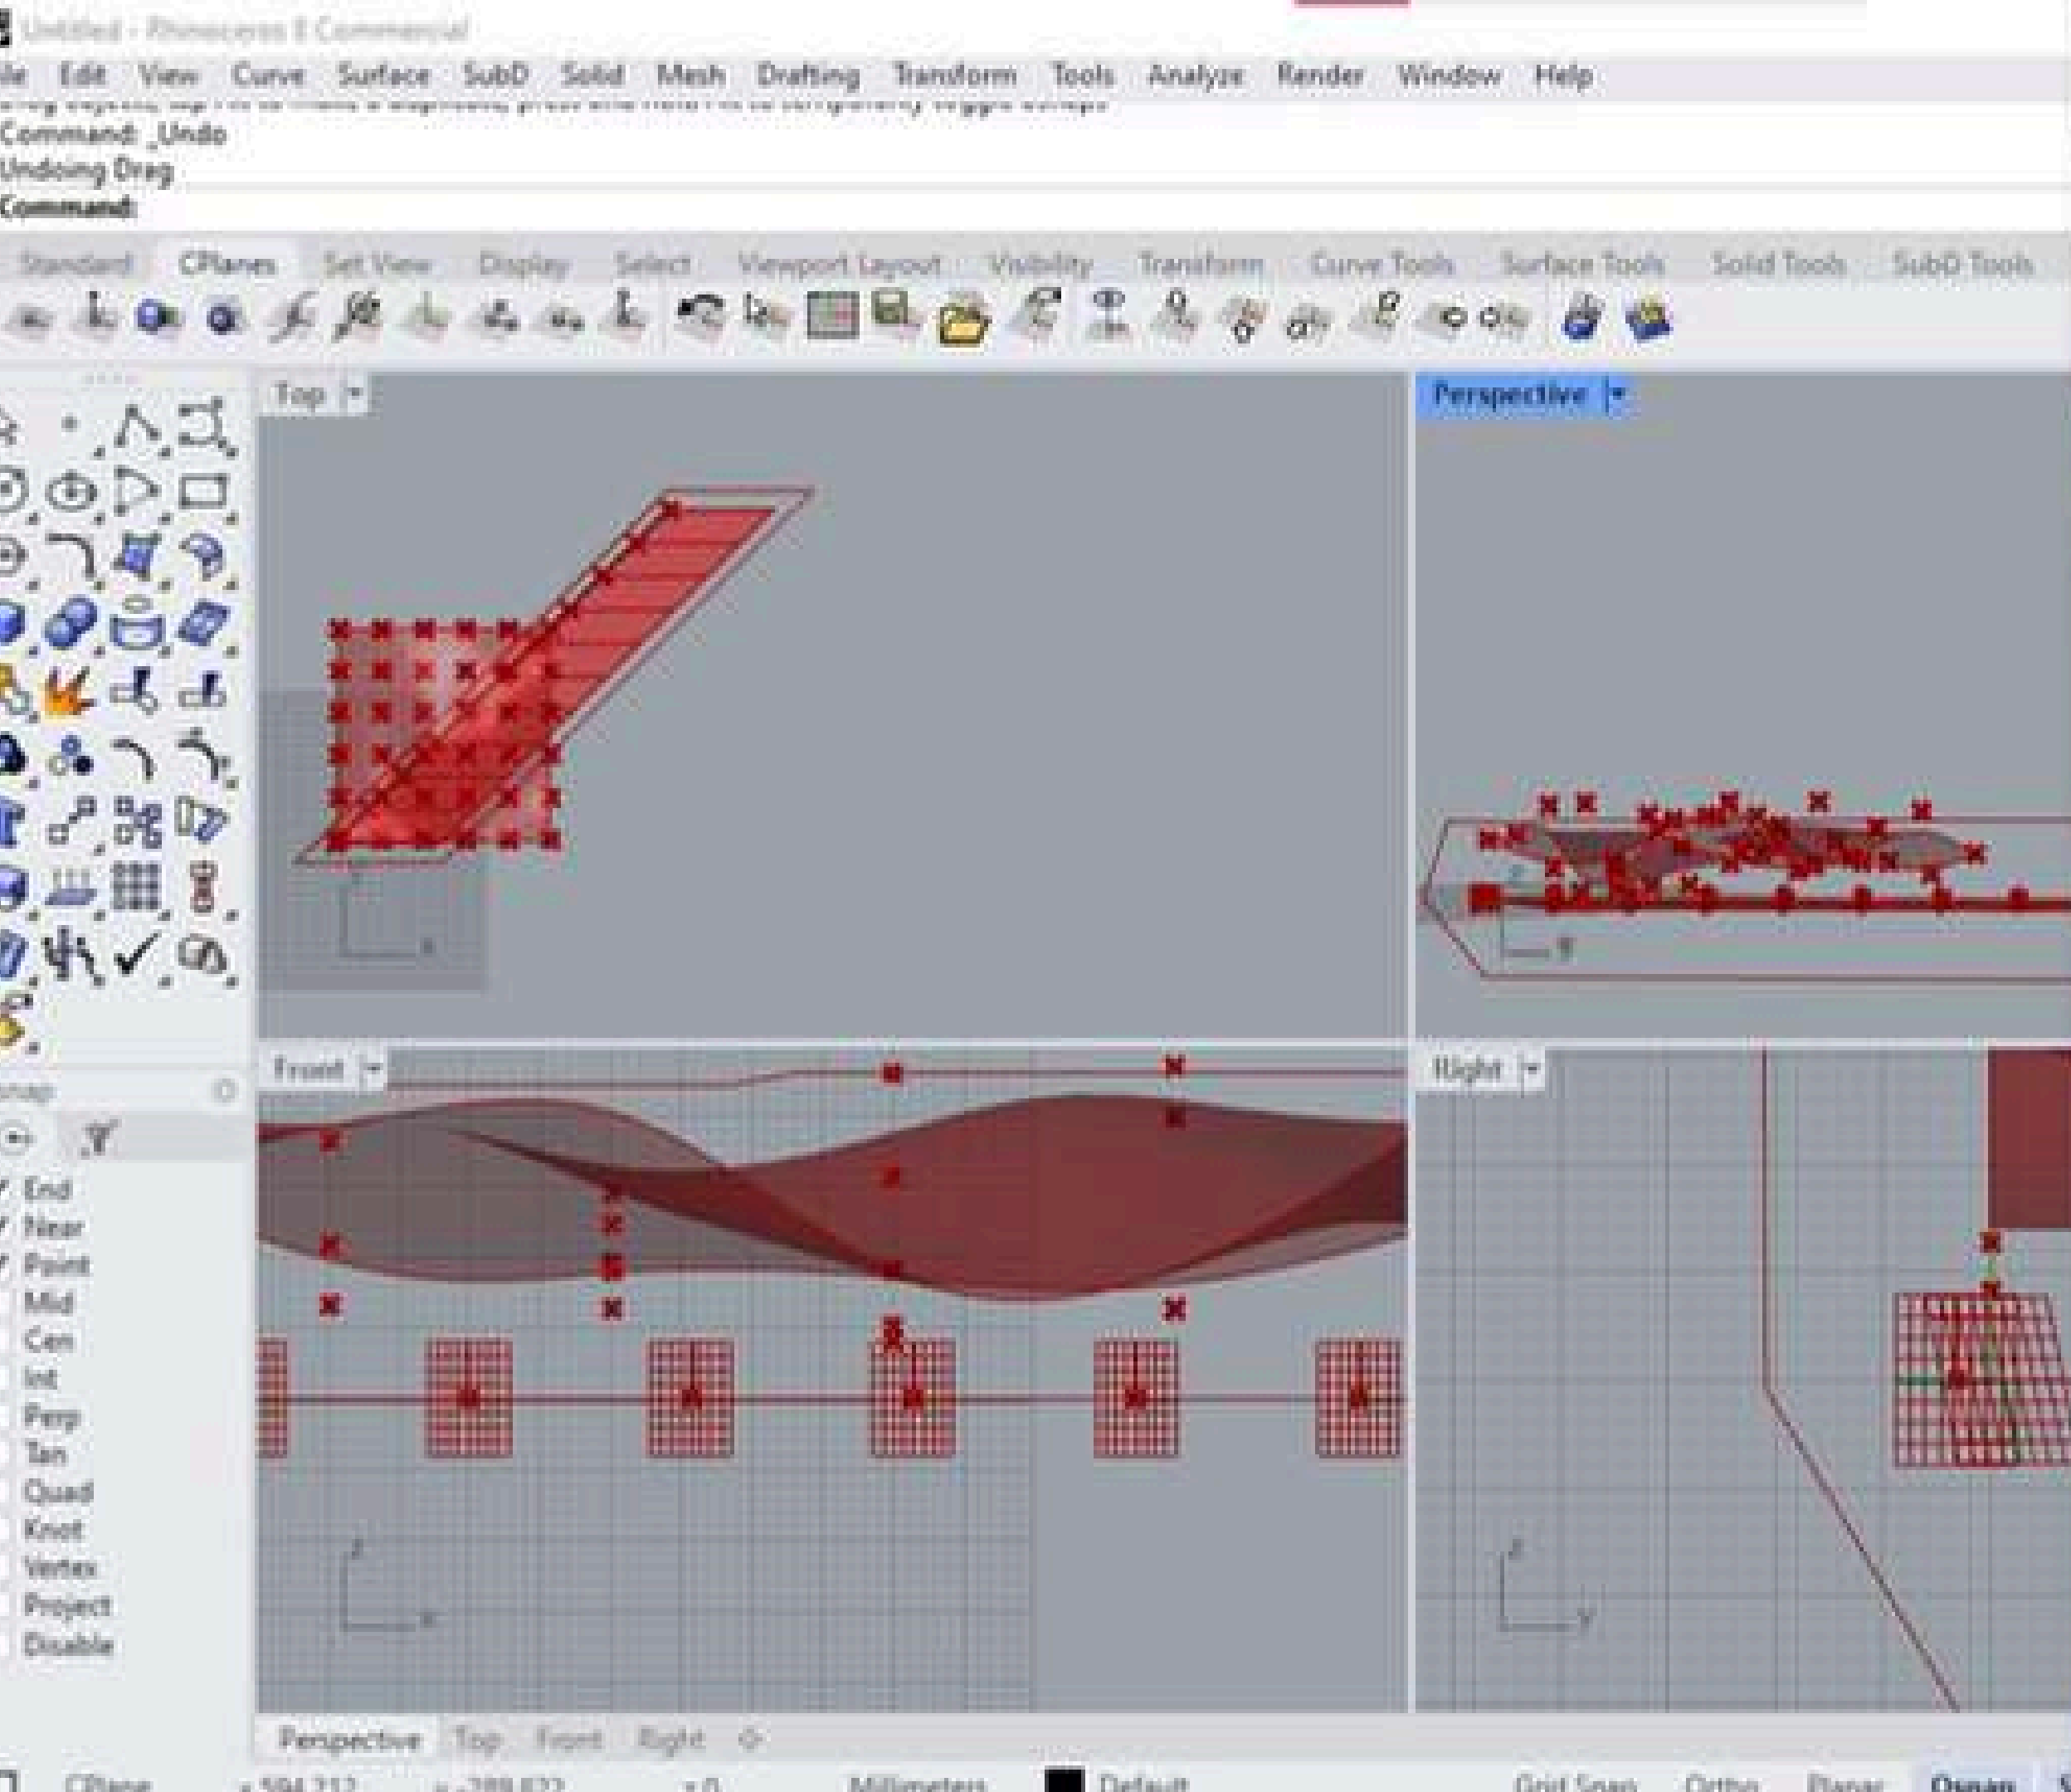 Untitled - Rhinoceros 8 Commercial
Edit View Curve Surface SubD Solid Mesh Drafting Transform Tools Analyze Render Window Help
Command: _Undo
Undoing Drag
Command:
Standard CPlanes Set View Display Select Viewport Layout Visibility Transform Curve Tools Surface Tools Solid Tools SubD Tools
Top
Perspective
Front
Right
End
Near
Point
Mid
Cen
Int
Perp
Tan
Quad
Knot
Vertex
Project
Disable
Perspective Top Front Right
CPlane Millimeters Default Grid Snap Ortho Planar Osnap